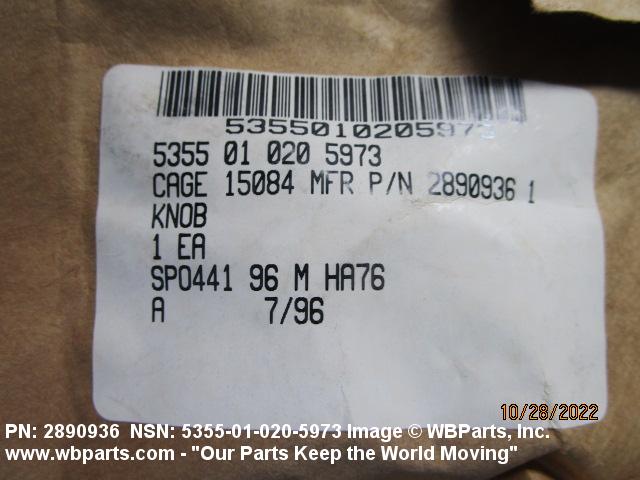 5355010205973
5355 01 020 5973
CAGE 15084 MFR P/N 2890936 1
KNOB
1 EA
SPO441 96 M HA76
A 7/96
10/28/2022
PN: 2890936 NSN: 5355-01-020-5973 Image © WBParts, Inc.
www.wbparts.com - "Our Parts Keep the World Moving"